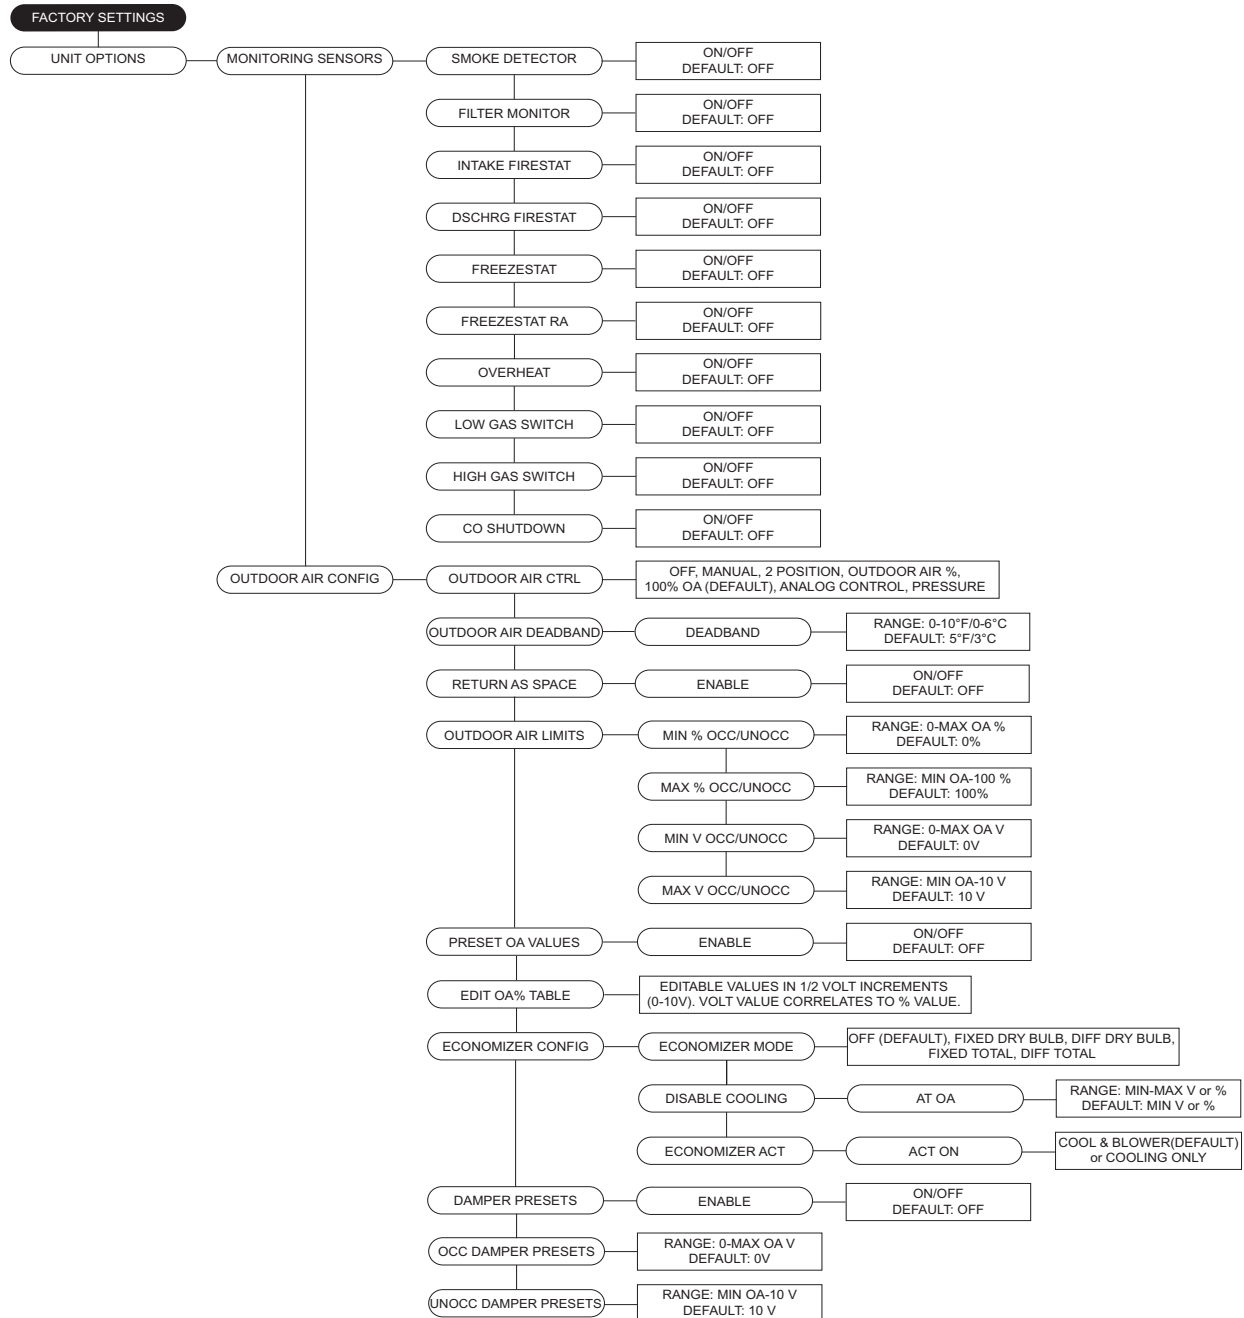 FACTORY SETTINGS
UNIT OPTIONS
MONITORING SENSORS
SMOKE DETECTOR
ON/OFF
DEFAULT: OFF
FILTER MONITOR
ON/OFF
DEFAULT: OFF
INTAKE FIRESTAT
ON/OFF
DEFAULT: OFF
DSCHRG FIRESTAT
ON/OFF
DEFAULT: OFF
FREEZESTAT
ON/OFF
DEFAULT: OFF
FREEZESTAT RA
ON/OFF
DEFAULT: OFF
OVERHEAT
ON/OFF
DEFAULT: OFF
LOW GAS SWITCH
ON/OFF
DEFAULT: OFF
HIGH GAS SWITCH
ON/OFF
DEFAULT: OFF
CO SHUTDOWN
ON/OFF
DEFAULT: OFF
OUTDOOR AIR CONFIG
OUTDOOR AIR CTRL
OFF, MANUAL, 2 POSITION, OUTDOOR AIR %,
100% OA (DEFAULT), ANALOG CONTROL, PRESSURE
OUTDOOR AIR DEADBAND
DEADBAND
RANGE: 0-10°F/0-6°C
DEFAULT: 5°F/3°C
RETURN AS SPACE
ENABLE
ON/OFF
DEFAULT: OFF
OUTDOOR AIR LIMITS
MIN % OCC/UNOCC
RANGE: 0-MAX OA %
DEFAULT: 0%
MAX % OCC/UNOCC
RANGE: MIN OA-100 %
DEFAULT: 100%
MIN V OCC/UNOCC
RANGE: 0-MAX OA V
DEFAULT: 0V
MAX V OCC/UNOCC
RANGE: MIN OA-10 V
DEFAULT: 10 V
PRESET OA VALUES
ENABLE
ON/OFF
DEFAULT: OFF
EDIT OA% TABLE
EDITABLE VALUES IN 1/2 VOLT INCREMENTS
(0-10V). VOLT VALUE CORRELATES TO % VALUE.
ECONOMIZER CONFIG
ECONOMIZER MODE
OFF (DEFAULT), FIXED DRY BULB, DIFF DRY BULB,
FIXED TOTAL, DIFF TOTAL
DISABLE COOLING
AT OA
RANGE: MIN-MAX V or %
DEFAULT: MIN V or %
ECONOMIZER ACT
ACT ON
COOL & BLOWER(DEFAULT)
or COOLING ONLY
DAMPER PRESETS
ENABLE
ON/OFF
DEFAULT: OFF
OCC DAMPER PRESETS
RANGE: 0-MAX OA V
DEFAULT: 0V
UNOCC DAMPER PRESETS
RANGE: MIN OA-10 V
DEFAULT: 10 V